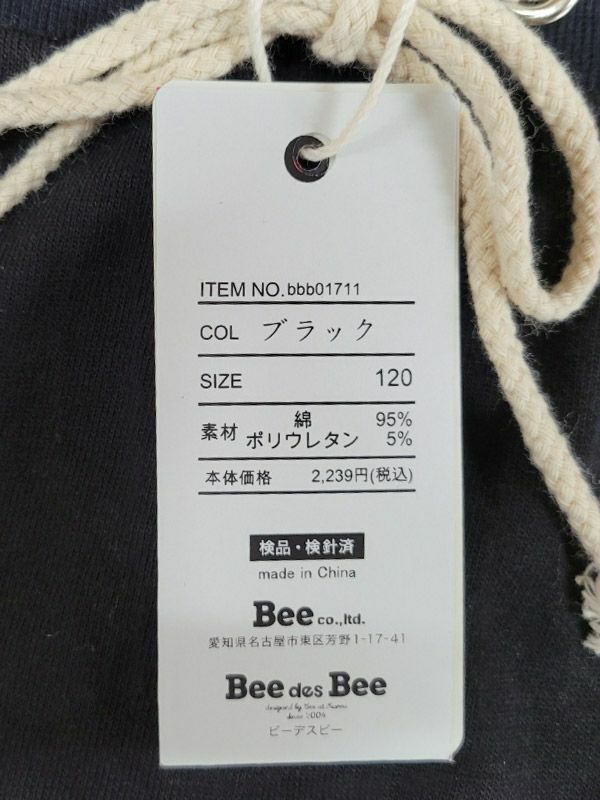 ITEM NO. bbb01711
COL ブラック
SIZE 120
素材 綿 95%
ポリウレタン 5%
本体価格 2,239円(税込)
検品・検針済
made in China
Bee co.,ltd.
愛知県名古屋市東区芳野1-17-41
Bee des Bee
since 2004
ビーデスビー